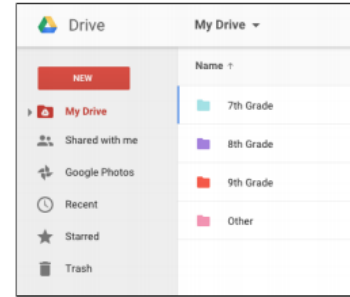 Drive
My Drive
NEW
My Drive
Shared with me
Google Photos
Recent
Starred
Trash
Name ↑
7th Grade
8th Grade
9th Grade
Other